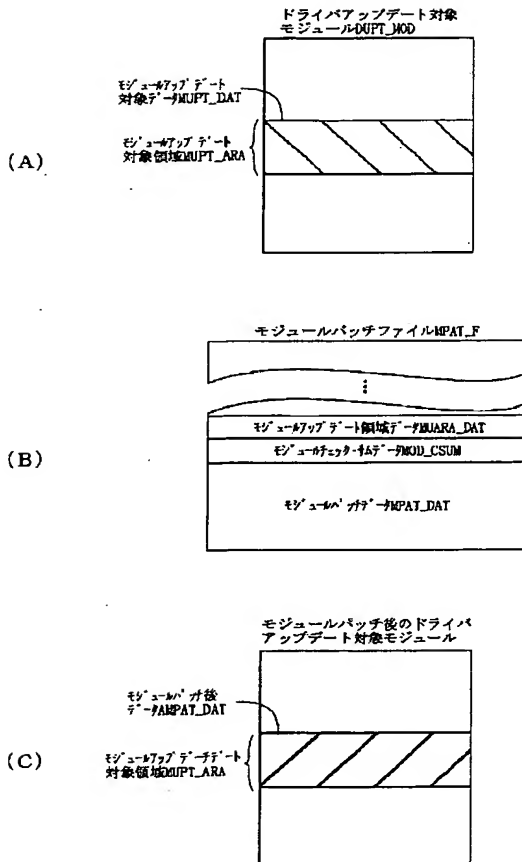 ドライバアップデート対象
モジュールDUPT_MOD
モジュールアップデート
対象データMUPT_DAT
モジュールアップデート
対象領域MUPT_ARA
(A)
モジュールパッチファイルMPAT_F
モジュールアップデート領域データMUARA_DAT
モジュールチェックサムデータMOD_CSUM
モジュールパッチデータMPAT_DAT
(B)
モジュールパッチ後のドライバ
アップデート対象モジュール
モジュールパッチ後
データAMPAT_DAT
モジュールアップデーデデート
対象領域MUPT_ARA
(C)